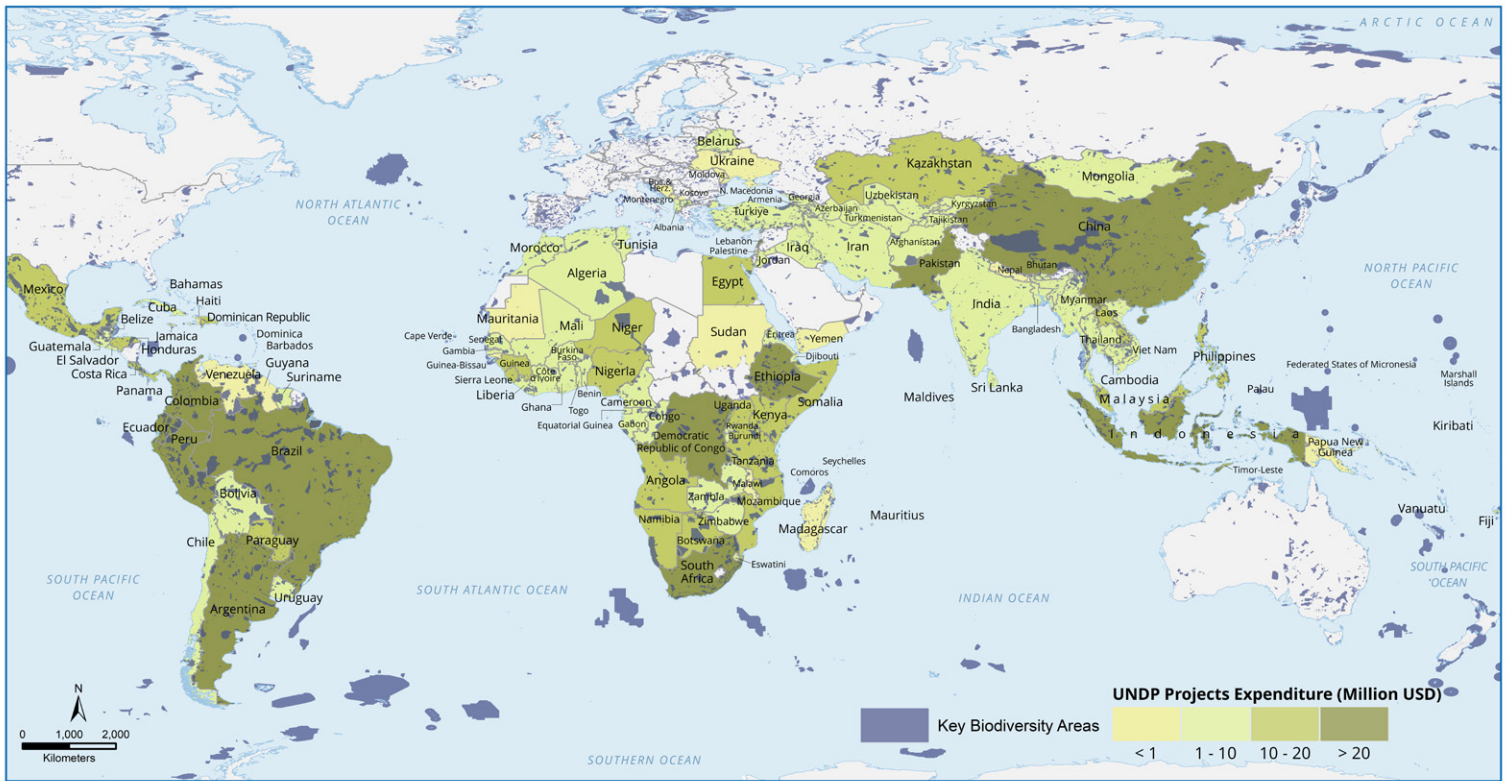 ARCTIC OCEAN
NORTH ATLANTIC
OCEAN
NORTH PACIFIC
OCEAN
Belarus
Ukraine
Moldova
Bos.&
Herz.
Kosovo
Montenegro
N. Macedonia
Albania
Armenia
Georgia
Azerbaijan
Türkiye
Kazakhstan
Uzbekistan
Turkmenistan
Kyrgyzstan
Tajikistan
Mongolia
China
Lebanon
Palestine
Jordan
Iraq
Iran
Afghanistan
Pakistan
Nepal
Bhutan
India
Bangladesh
Myanmar
Laos
Thailand
Viet Nam
Cambodia
Malaysia
Philippines
Sri Lanka
Maldives
Indonesia
Timor-Leste
Papua New
Guinea
Palau
Federated States of Micronesia
Marshall
Islands
Kiribati
Vanuatu
Fiji
Morocco
Tunisia
Algeria
Egypt
Mauritania
Mali
Niger
Sudan
Eritrea
Yemen
Djibouti
Cape Verde
Senegal
Gambia
Guinea-Bissau
Guinea
Sierra Leone
Liberia
Burkina
Faso
Côte
d'Ivoire
Ghana
Togo
Benin
Nigeria
Cameroon
Equatorial Guinea
Gabon
Congo
Democratic
Republic of Congo
Ethiopia
Somalia
Uganda
Kenya
Rwanda
Burundi
Tanzania
Seychelles
Comoros
Angola
Zambia
Malawi
Mozambique
Namibia
Zimbabwe
Botswana
Madagascar
Mauritius
South
Africa
Eswatini
Mexico
Bahamas
Cuba
Haiti
Belize
Dominican Republic
Jamaica
Dominica
Barbados
Guatemala
Honduras
El Salvador
Costa Rica
Panama
Venezuela
Guyana
Suriname
Colombia
Ecuador
Peru
Brazil
Bolivia
Chile
Paraguay
Argentina
Uruguay
SOUTH PACIFIC
OCEAN
SOUTH ATLANTIC OCEAN
INDIAN OCEAN
SOUTH PACIFIC
OCEAN
SOUTHERN OCEAN
N
0 1,000 2,000
Kilometers
Key Biodiversity Areas
UNDP Projects Expenditure (Million USD)
< 1
1 - 10
10 - 20
> 20